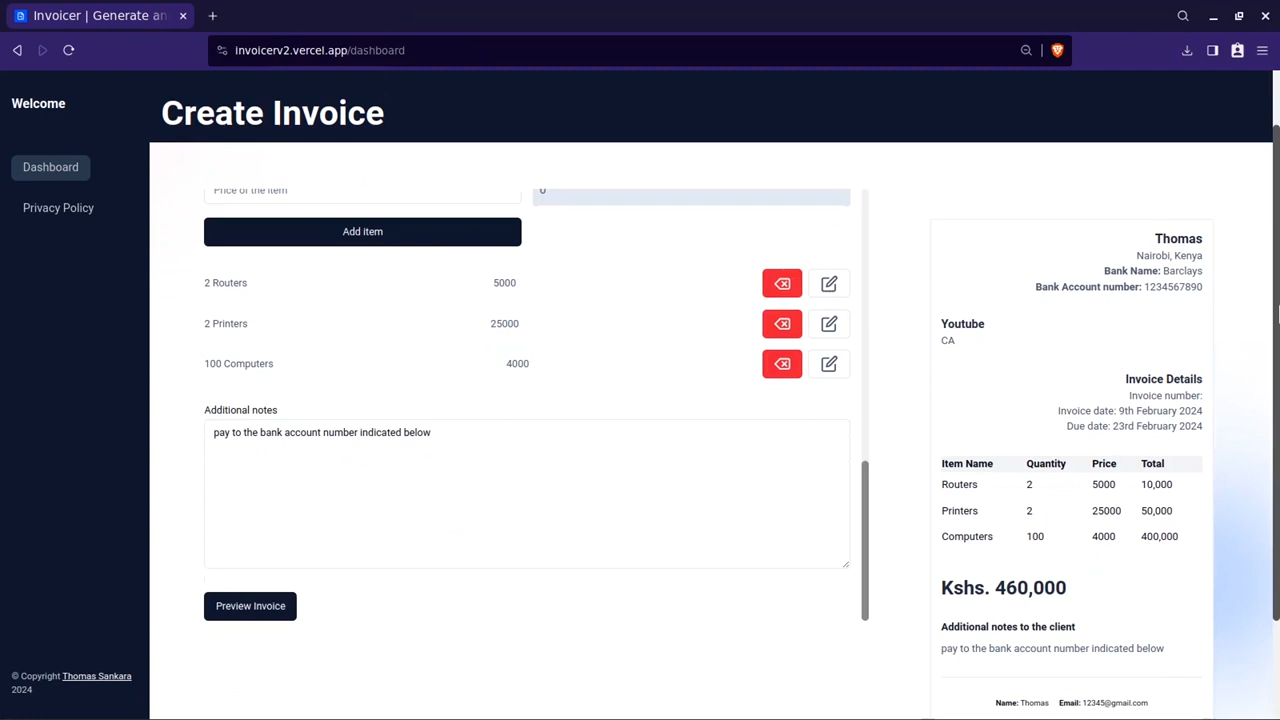 Invoicer | Generate an
invoicerv2.vercel.app/dashboard
Welcome
Dashboard
Privacy Policy
© Copyright Thomas Sankara
2024
Create Invoice
Price of the item
0
Add item
2 Routers 5000
2 Printers 25000
100 Computers 4000
Additional notes
pay to the bank account number indicated below
Preview Invoice
Thomas
Nairobi, Kenya
Bank Name: Barclays
Bank Account number: 1234567890
Youtube
CA
Invoice Details
Invoice number:
Invoice date: 9th February 2024
Due date: 23rd February 2024
Item Name Quantity Price Total
Routers 2 5000 10,000
Printers 2 25000 50,000
Computers 100 4000 400,000
Kshs. 460,000
Additional notes to the client
pay to the bank account number indicated below
Name: Thomas Email: 12345@gmail.com